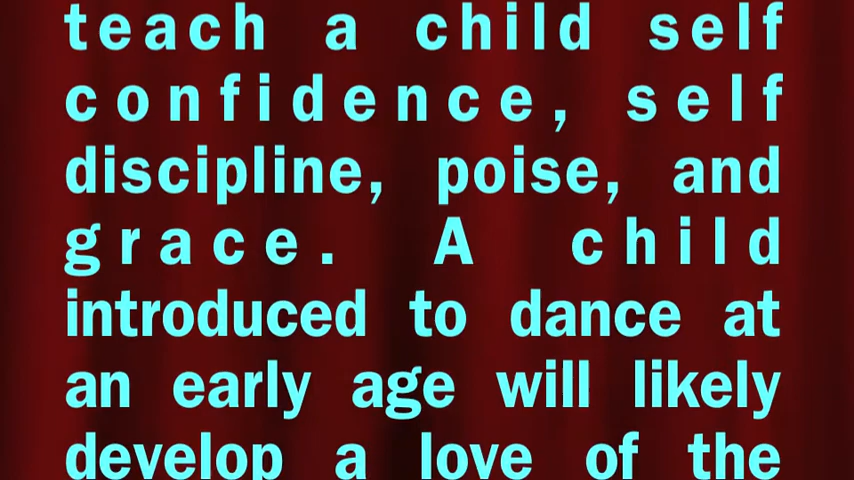 teach a child self
confidence, self
discipline, poise, and
grace. A child
introduced to dance at
an early age will likely
develop a love of the